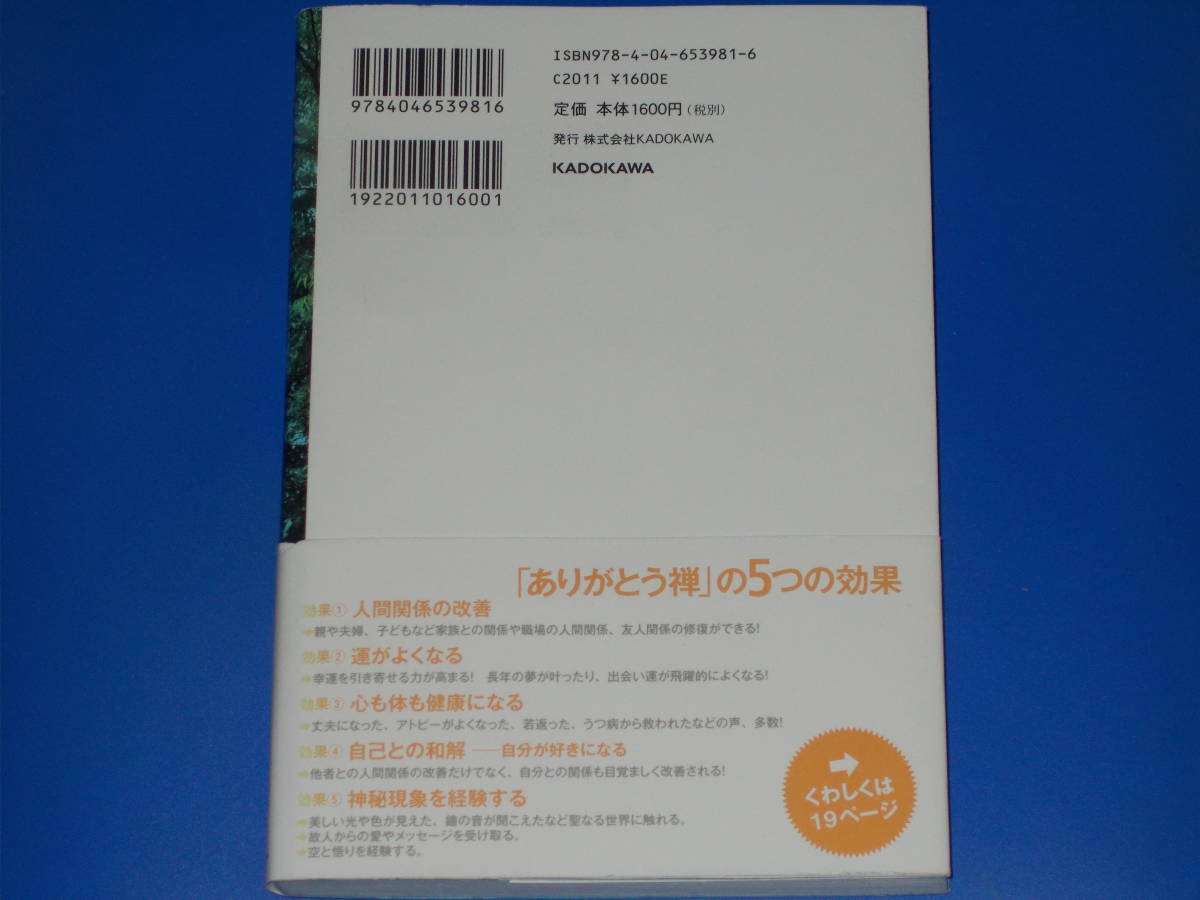 ISBN978-4-04-653981-6
C2011 ¥1600E
定価 本体1600円(税別)
発行 株式会社KADOKAWA
KADOKAWA
9784046539816
1922011016001
「ありがとう禅」の5つの効果
効果① 人間関係の改善
➔親や夫婦、子どもなど家族との関係や職場の人間関係、友人関係の修復ができる!
効果② 運がよくなる
➔幸運を引き寄せる力が高まる! 長年の夢が叶ったり、出会い運が飛躍的によくなる!
効果③ 心も体も健康になる
➔丈夫になった、アトピーがよくなった、若返った、うつ病から救われたなどの声、多数!
効果④ 自己との和解 ──自分が好きになる
➔他者との人間関係の改善だけでなく、自分との関係も目覚ましく改善される!
効果⑤ 神秘現象を経験する
➔美しい光や色が見えた、鐘の音が聞こえたなど聖なる世界に触れる。
➔故人からの愛やメッセージを受け取る。
➔空と悟りを経験する。
➔
くわしくは
19ページ